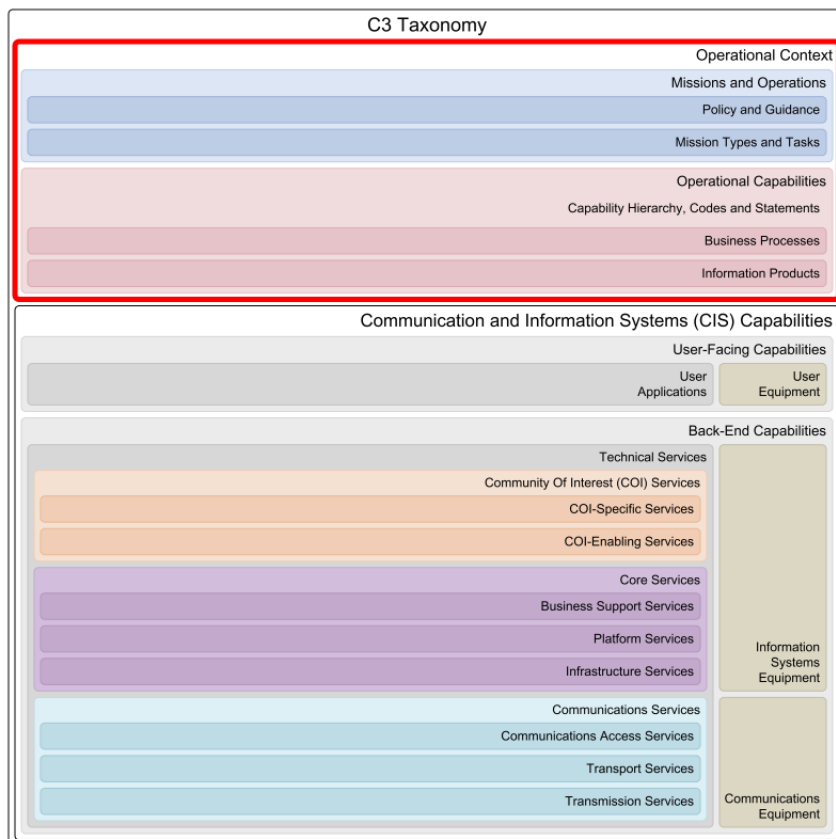 C3 Taxonomy
Operational Context
Missions and Operations
Policy and Guidance
Mission Types and Tasks
Operational Capabilities
Capability Hierarchy, Codes and Statements
Business Processes
Information Products
Communication and Information Systems (CIS) Capabilities
User-Facing Capabilities
User
Applications
User
Equipment
Back-End Capabilities
Technical Services
Community Of Interest (COI) Services
COI-Specific Services
COI-Enabling Services
Core Services
Business Support Services
Platform Services
Infrastructure Services
Information
Systems
Equipment
Communications Services
Communications Access Services
Transport Services
Transmission Services
Communications
Equipment